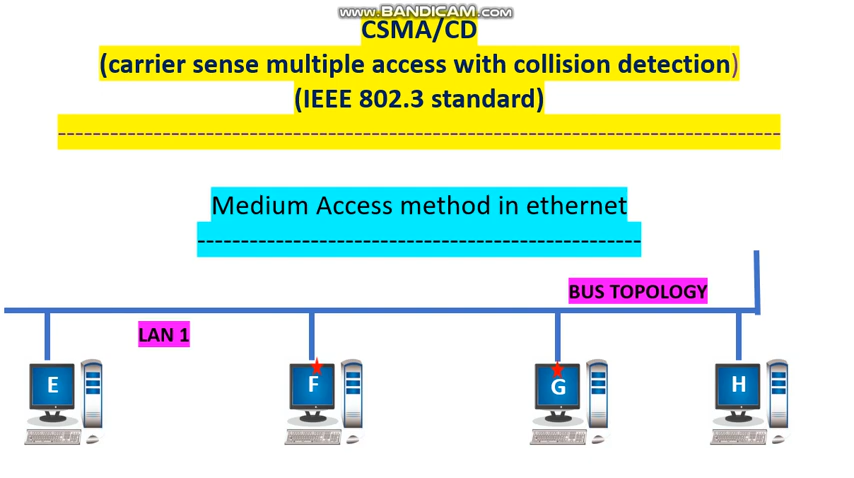 www.BANDICAM.com
CSMA/CD
(carrier sense multiple access with collision detection)
(IEEE 802.3 standard)
--------------------------------------------------------------------------------------
Medium Access method in ethernet
-----------------------------------------------------
BUS TOPOLOGY
LAN 1
E F G H